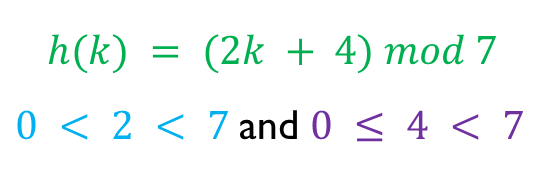 h(k) = (2k + 4) mod 7
0 < 2 < 7 and 0 ≤ 4 < 7